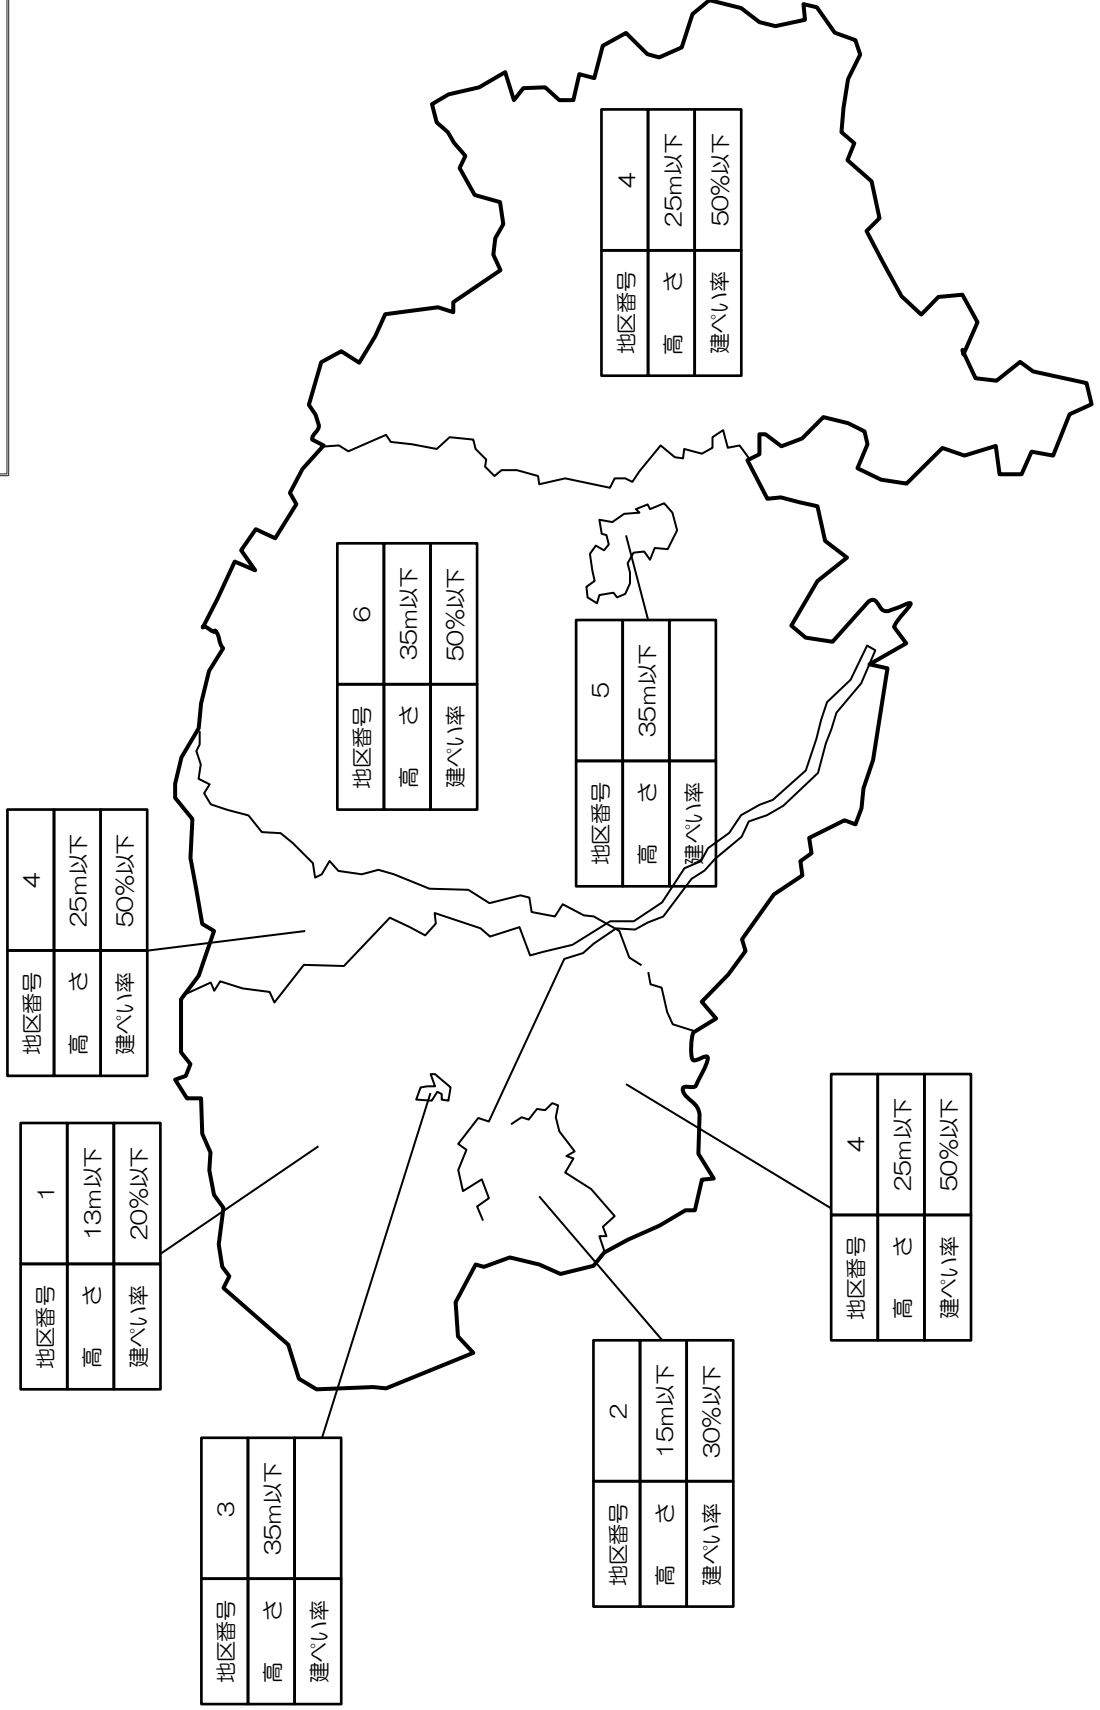 地区番号 1
高 さ 13m以下
建ぺい率 20%以下
地区番号 4
高 さ 25m以下
建ぺい率 50%以下
地区番号 3
高 さ 35m以下
建ぺい率
地区番号 6
高 さ 35m以下
建ぺい率 50%以下
地区番号 2
高 さ 15m以下
建ぺい率 30%以下
地区番号 5
高 さ 35m以下
建ぺい率
地区番号 4
高 さ 25m以下
建ぺい率 50%以下
地区番号 4
高 さ 25m以下
建ぺい率 50%以下